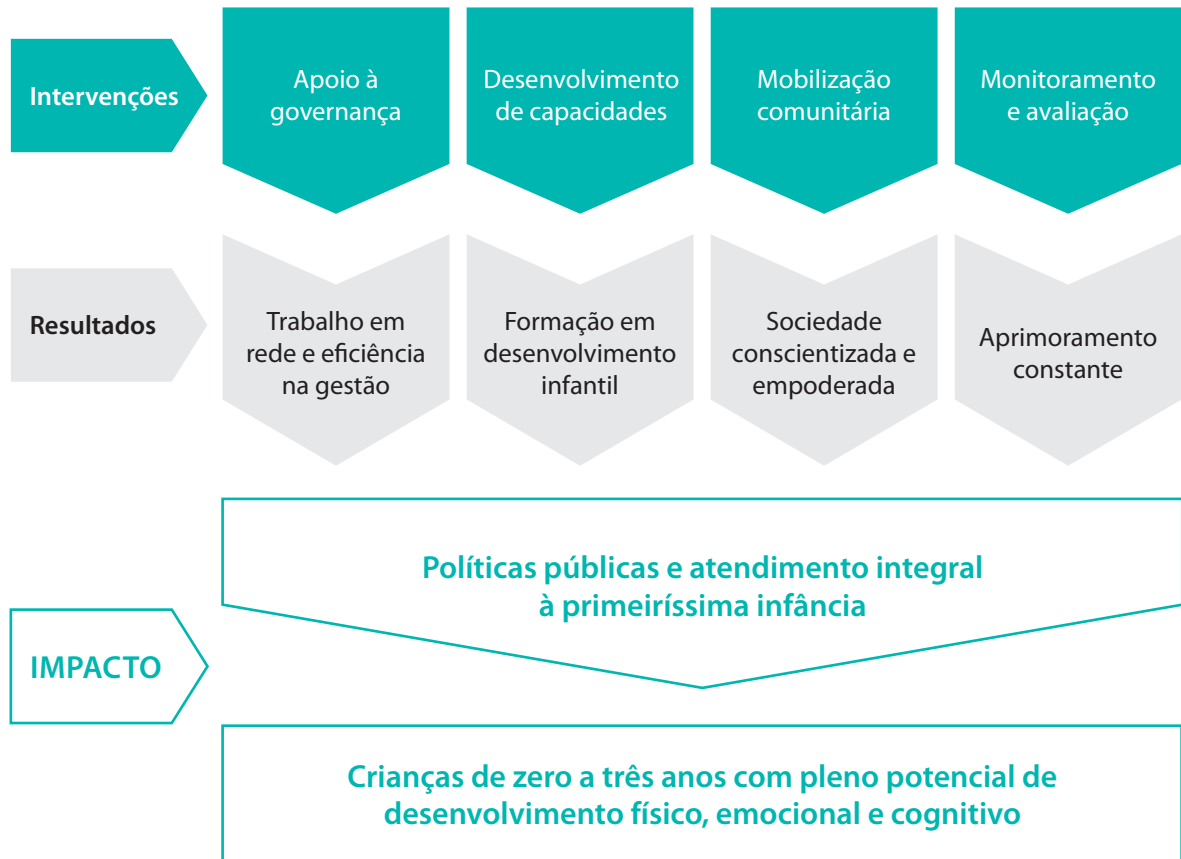 Intervenções
Apoio à
governança
Desenvolvimento
de capacidades
Mobilização
comunitária
Monitoramento
e avaliação
Resultados
Trabalho em
rede e eficiência
na gestão
Formação em
desenvolvimento
infantil
Sociedade
conscientizada e
empoderada
Aprimoramento
constante
IMPACTO
Políticas públicas e atendimento integral
à primeiríssima infância
Crianças de zero a três anos com pleno potencial de
desenvolvimento físico, emocional e cognitivo